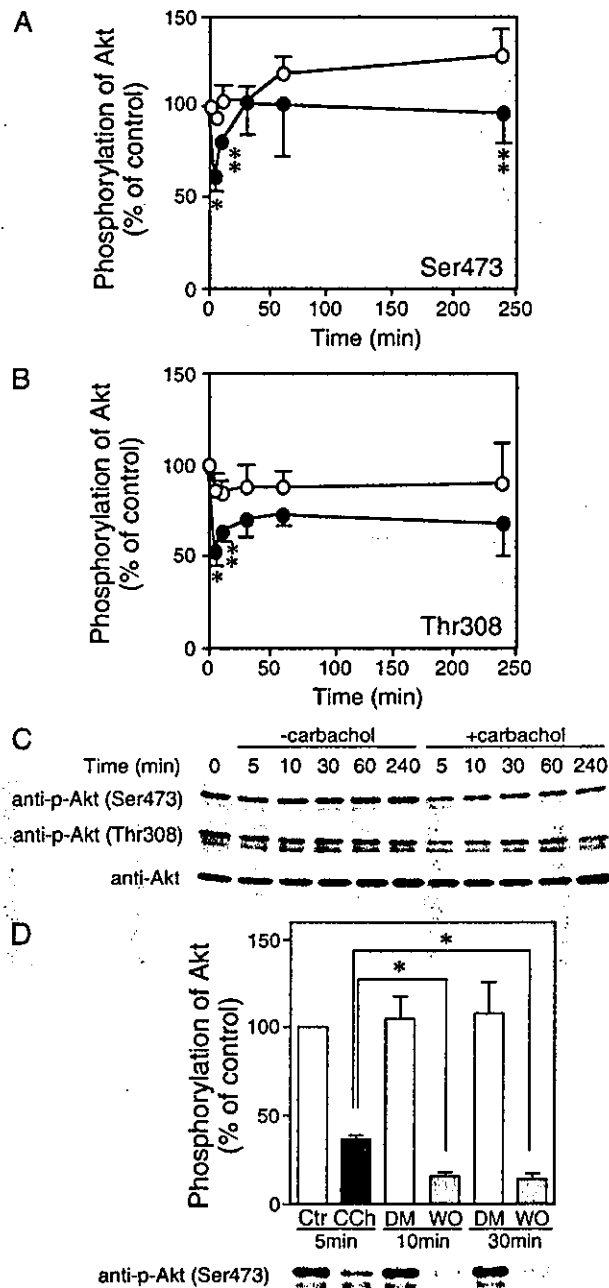 A
Phosphorylation of Akt
(% of control)
150
100
50
0
*
**
**
Ser473
0 50 100 150 200 250
Time (min)
B
Phosphorylation of Akt
(% of control)
150
100
50
0
*
**
Thr308
0 50 100 150 200 250
Time (min)
C
-carbachol +carbachol
Time (min) 0 5 10 30 60 240 5 10 30 60 240
anti-p-Akt (Ser473)
anti-p-Akt (Thr308)
anti-Akt
D
Phosphorylation of Akt
(% of control)
150
100
50
0
*
*
Ctr CCh DM WO DM WO
5min 10min 30min
anti-p-Akt (Ser473)